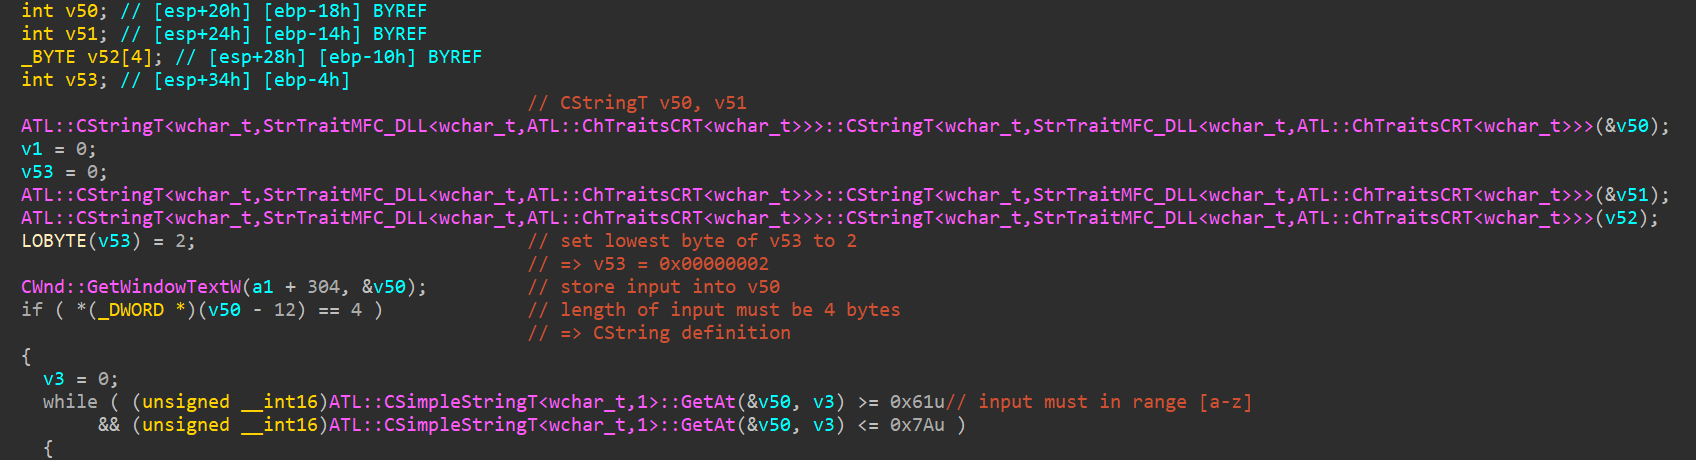 int v50; // [esp+20h] [ebp-18h] BYREF
int v51; // [esp+24h] [ebp-14h] BYREF
_BYTE v52[4]; // [esp+28h] [ebp-10h] BYREF
int v53; // [esp+34h] [ebp-4h]
// CStringT v50, v51
ATL::CStringT<wchar_t,StrTraitMFC_DLL<wchar_t,ATL::ChTraitsCRT<wchar_t>>>::CStringT<wchar_t,StrTraitMFC_DLL<wchar_t,ATL::ChTraitsCRT<wchar_t>>>(&v50);
v1 = 0;
v53 = 0;
ATL::CStringT<wchar_t,StrTraitMFC_DLL<wchar_t,ATL::ChTraitsCRT<wchar_t>>>::CStringT<wchar_t,StrTraitMFC_DLL<wchar_t,ATL::ChTraitsCRT<wchar_t>>>(&v51);
ATL::CStringT<wchar_t,StrTraitMFC_DLL<wchar_t,ATL::ChTraitsCRT<wchar_t>>>::CStringT<wchar_t,StrTraitMFC_DLL<wchar_t,ATL::ChTraitsCRT<wchar_t>>>(v52);
LOBYTE(v53) = 2; // set lowest byte of v53 to 2
// => v53 = 0x00000002
CWnd::GetWindowTextW(a1 + 304, &v50); // store input into v50
if ( *(_DWORD *)(v50 - 12) == 4 ) // length of input must be 4 bytes
// => CString definition
{
v3 = 0;
while ( (unsigned __int16)ATL::CSimpleStringT<wchar_t,1>::GetAt(&v50, v3) >= 0x61u// input must in range [a-z]
&& (unsigned __int16)ATL::CSimpleStringT<wchar_t,1>::GetAt(&v50, v3) <= 0x7Au )
{